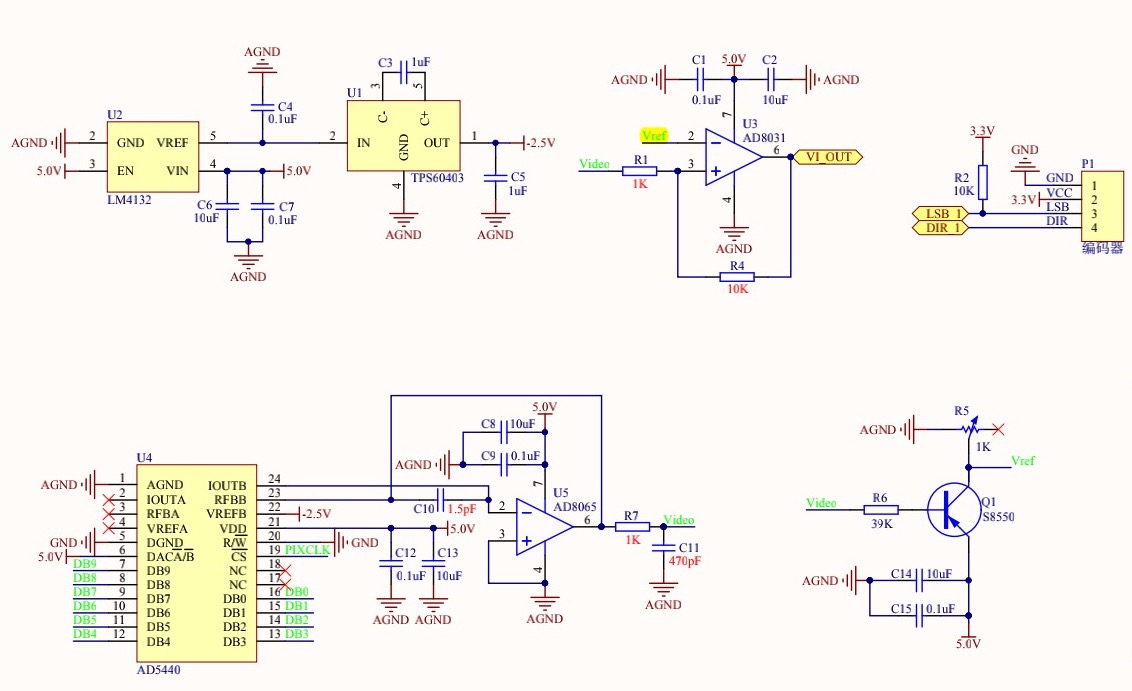 AGND
C4
0.1uF
U2
AGND
2
GND
VREF
5
5.0V
3
EN
VIN
4
5.0V
LM4132
C6
10uF
C7
0.1uF
AGND
C3
1uF
3
5
U1
C-
C+
2
IN
GND
OUT
1
-2.5V
TPS60403
4
AGND
C5
1uF
AGND
AGND
C1
0.1uF
5.0V
C2
10uF
AGND
7
U3
AD8031
Vref
2
Video
R1
1K
3
6
VI_OUT
4
AGND
R4
10K
3.3V
R2
10K
GND
P1
GND
1
3.3V
VCC
2
LSB_1
LSB
3
DIR_1
DIR
4
编码器
U4
AGND
1
AGND
IOUTB
24
2
IOUTA
RFBB
23
3
RFBA
VREFB
22
-2.5V
4
VREFA
VDD
21
5.0V
GND
5
DGND
R/W
20
GND
5.0V
6
DACA/B
CS
19
PIXCLK
DB9
7
DB9
NC
18
DB8
8
DB8
NC
17
DB7
9
DB7
DB0
16
DB0
DB6
10
DB6
DB1
15
DB1
DB5
11
DB5
DB2
14
DB2
DB4
12
DB4
DB3
13
DB3
AD5440
5.0V
C8
10uF
AGND
C9
0.1uF
C10
1.5pF
7
U5
AD8065
2
3
6
4
AGND
C12
0.1uF
AGND
C13
10uF
AGND
R7
1K
Video
C11
470pF
AGND
AGND
R5
1K
Vref
Video
R6
39K
Q1
S8550
AGND
C14
10uF
C15
0.1uF
5.0V